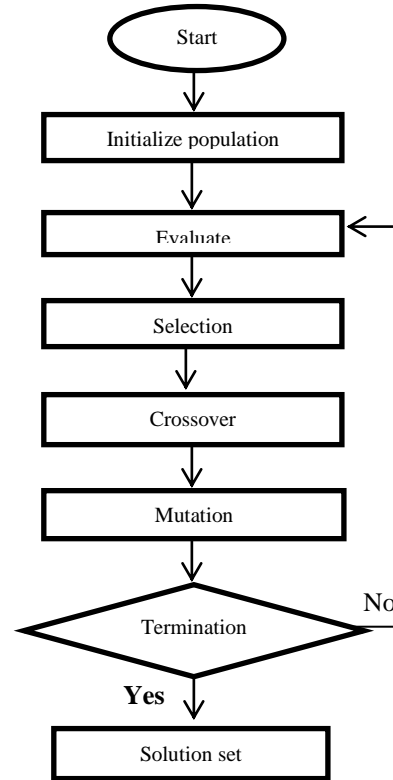 Start
Initialize population
Evaluate
Selection
Crossover
Mutation
Termination
No
Yes
Solution set